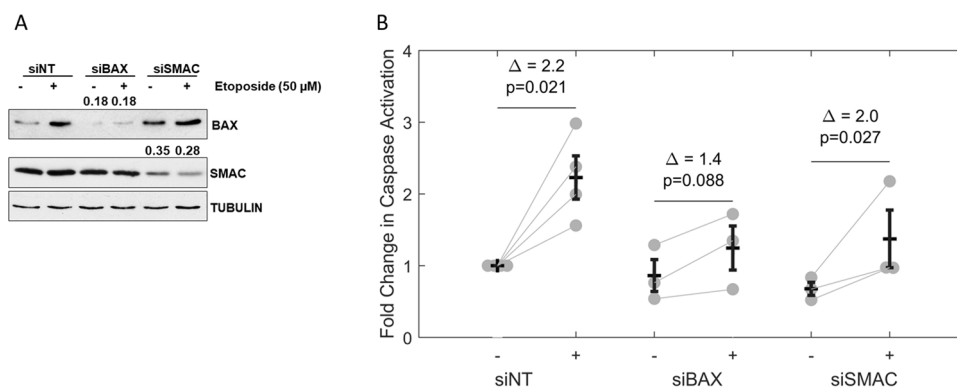 A
siNT siBAX siSMAC
- + - + - + Etoposide (50 µM)
0.18 0.18
BAX
0.35 0.28
SMAC
TUBULIN
B
Fold Change in Caspase Activation
4
3
2
1
0
Δ = 2.2
p=0.021
Δ = 1.4
p=0.088
Δ = 2.0
p=0.027
- + - + - +
siNT siBAX siSMAC